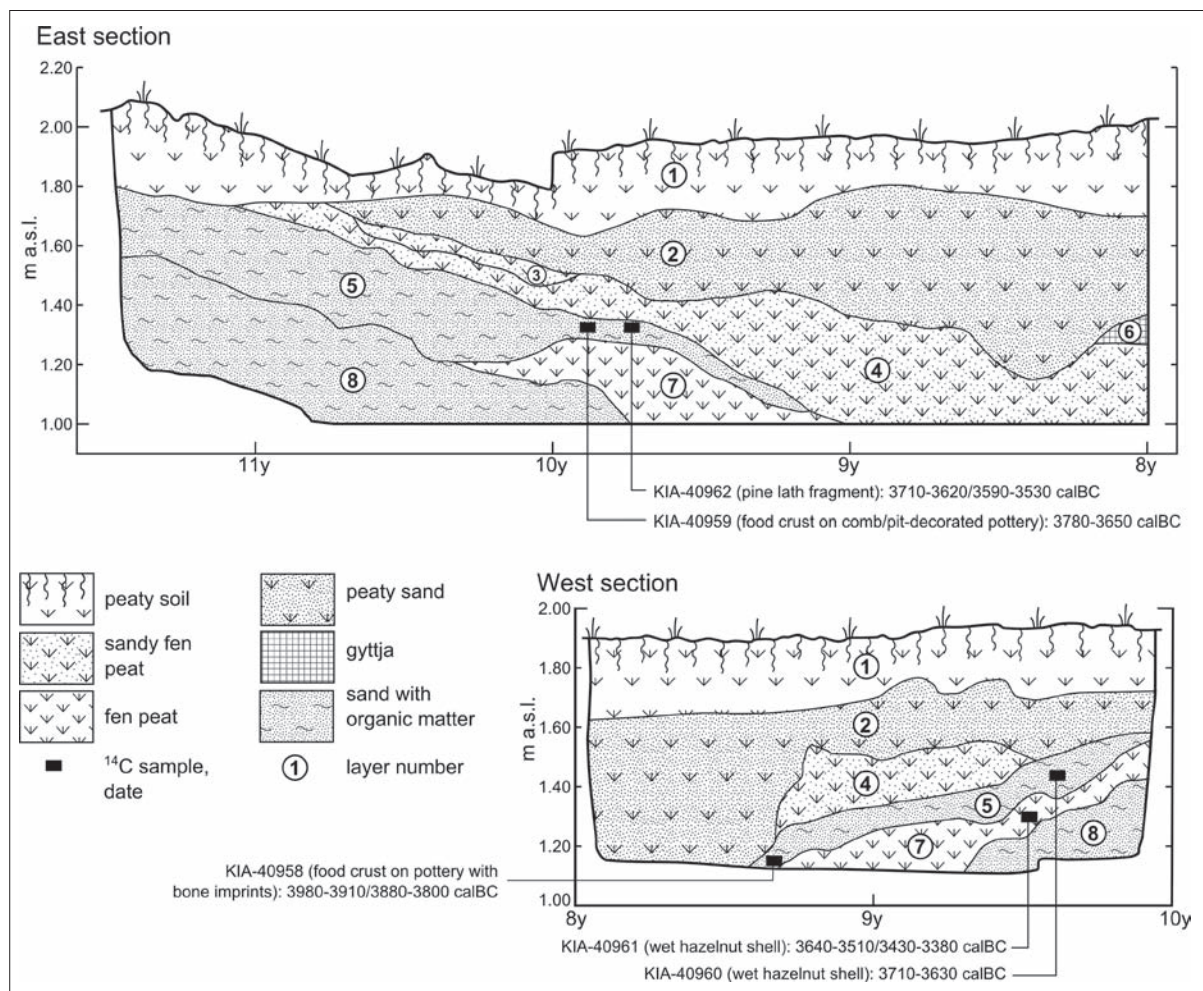 East section
2.20
2.00
1.80
1.60
1.40
1.20
1.00
m a.s.l.
1
2
3
5
6
4
8
7
11y
10y
9y
8y
KIA-40962 (pine lath fragment): 3710-3620/3590-3530 calBC
KIA-40959 (food crust on comb/pit-decorated pottery): 3780-3650 calBC
peaty soil
sandy fen
peat
fen peat
14C sample,
date
peaty sand
gyttja
sand with
organic matter
1
layer number
West section
2.00
1.80
1.60
1.40
1.20
1.00
m a.s.l.
1
2
4
5
7
8
8y
9y
10y
KIA-40958 (food crust on pottery with
bone imprints): 3980-3910/3880-3800 calBC
KIA-40961 (wet hazelnut shell): 3640-3510/3430-3380 calBC
KIA-40960 (wet hazelnut shell): 3710-3630 calBC